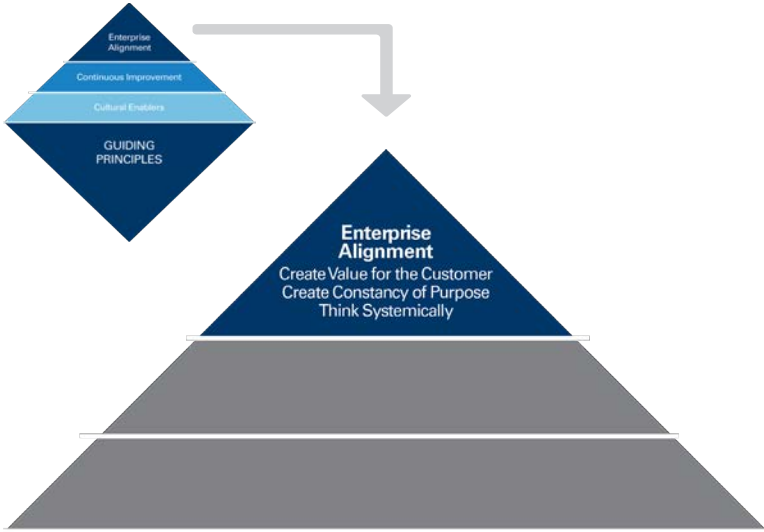 Enterprise
Alignment
Continuous Improvement
Cultural Enablers
GUIDING
PRINCIPLES
Enterprise
Alignment
Create Value for the Customer
Create Constancy of Purpose
Think Systemically